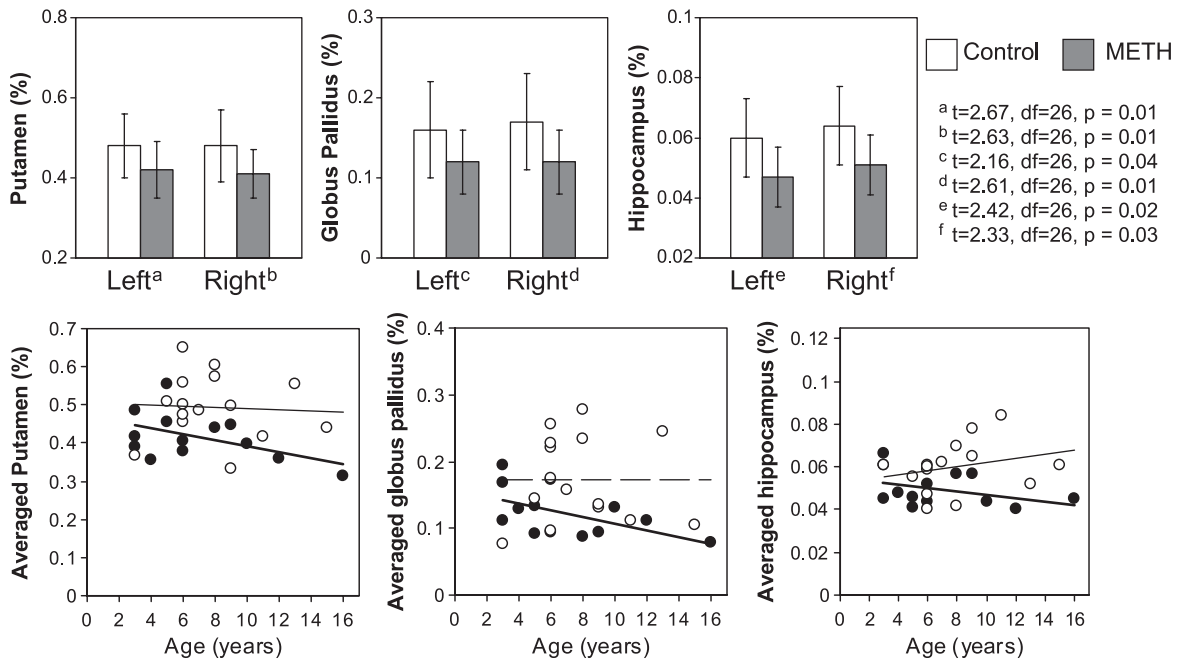 Putamen (%)
0.8
0.6
0.4
0.2
Leftᵃ Rightᵇ
Globus Pallidus (%)
0.3
0.2
0.1
0
Leftᶜ Rightᵈ
Hippocampus (%)
0.1
0.08
0.06
0.04
0.02
Leftᵉ Rightᶠ
Control METH
ᵃ t=2.67, df=26, p = 0.01
ᵇ t=2.63, df=26, p = 0.01
ᶜ t=2.16, df=26, p = 0.04
ᵈ t=2.61, df=26, p = 0.01
ᵉ t=2.42, df=26, p = 0.02
ᶠ t=2.33, df=26, p = 0.03
Averaged Putamen (%)
0.7
0.6
0.5
0.4
0.3
0.2
0.1
0
0 2 4 6 8 10 12 14 16
Age (years)
Averaged globus pallidus (%)
0.4
0.3
0.2
0.1
0
0 2 4 6 8 10 12 14 16
Age (years)
Averaged hippocampus (%)
0.12
0.1
0.08
0.06
0.04
0.02
0
0 2 4 6 8 10 12 14 16
Age (years)